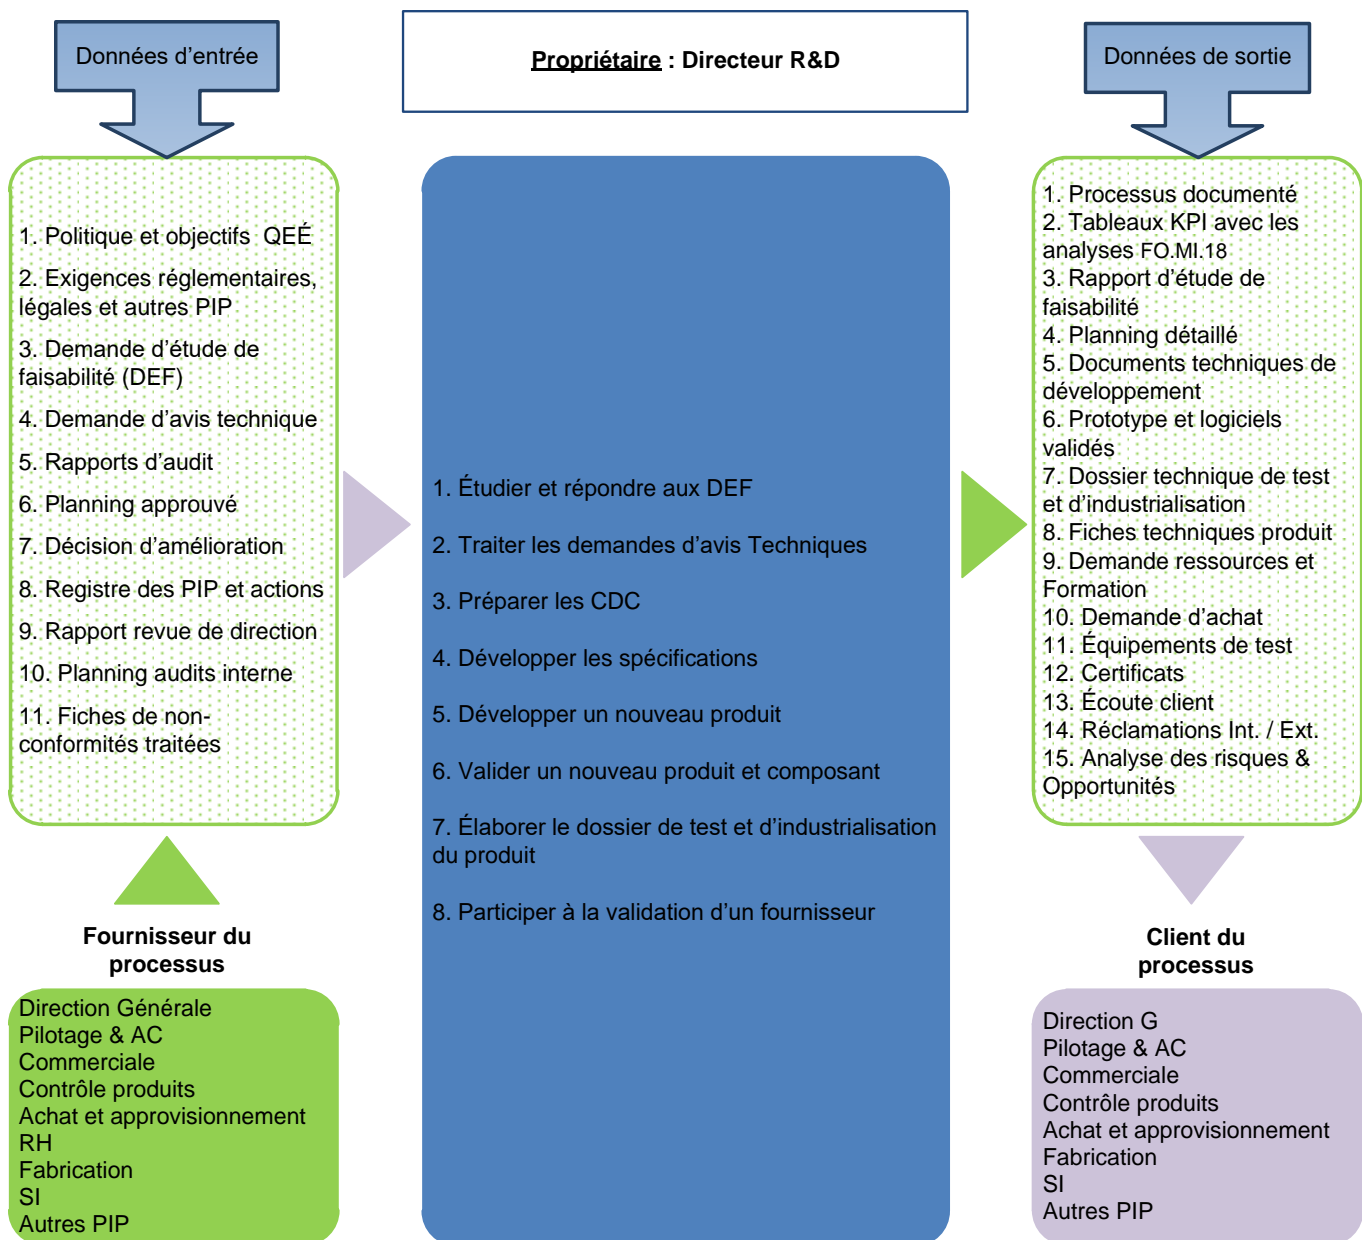 Données d'entrée
Propriétaire : Directeur R&D
Données de sortie
1. Politique et objectifs  QEÉ
2. Exigences réglementaires,
légales et autres PIP
3. Demande d'étude de
faisabilité (DEF)
4. Demande d'avis technique
5. Rapports d'audit
6. Planning approuvé
7. Décision d'amélioration
8. Registre des PIP et actions
9. Rapport revue de direction
10. Planning audits interne
11. Fiches de non-
conformités traitées
1. Étudier et répondre aux DEF
2. Traiter les demandes d'avis Techniques
3. Préparer les CDC
4. Développer les spécifications
5. Développer un nouveau produit
6. Valider un nouveau produit et composant
7. Élaborer le dossier de test et d'industrialisation
du produit
8. Participer à la validation d'un fournisseur
1. Processus documenté
2. Tableaux KPI avec les
analyses FO.MI.18
3. Rapport d'étude de
faisabilité
4. Planning détaillé
5. Documents techniques de
développement
6. Prototype et logiciels
validés
7. Dossier technique de test
et d'industrialisation
8. Fiches techniques produit
9. Demande ressources et
Formation
10. Demande d'achat
11. Équipements de test
12. Certificats
13. Écoute client
14. Réclamations Int. / Ext.
15. Analyse des risques &
Opportunités
Fournisseur du
processus
Direction Générale
Pilotage & AC
Commerciale
Contrôle produits
Achat et approvisionnement
RH
Fabrication
SI
Autres PIP
Client du
processus
Direction G
Pilotage & AC
Commerciale
Contrôle produits
Achat et approvisionnement
Fabrication
SI
Autres PIP